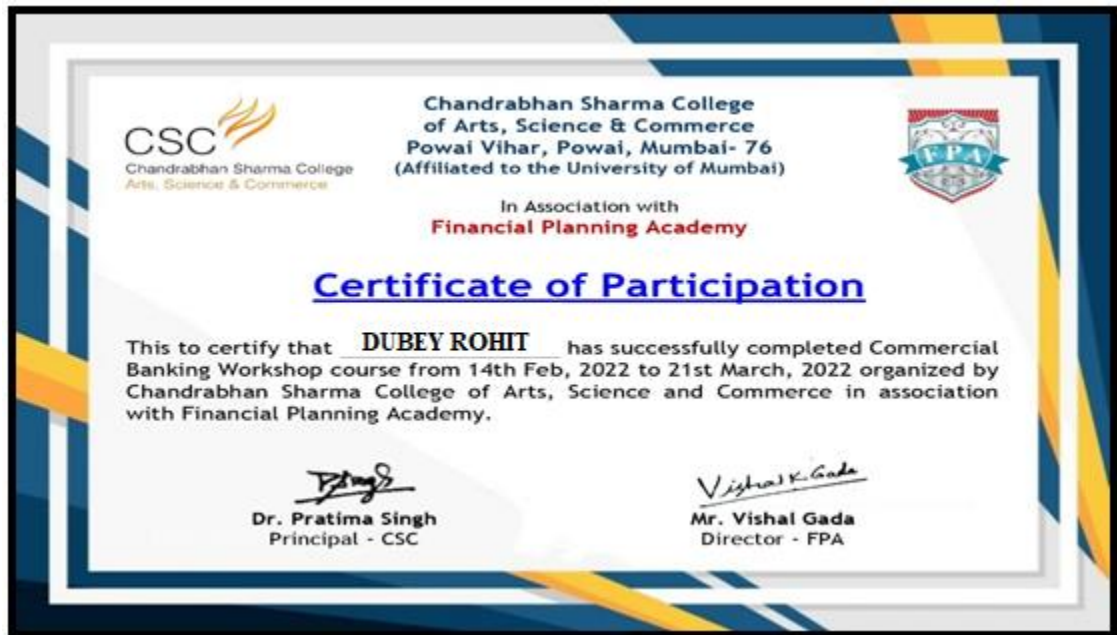 CSC
Chandrabhan Sharma College
Arts, Science & Commerce
Chandrabhan Sharma College
of Arts, Science & Commerce
Powai Vihar, Powai, Mumbai- 76
(Affiliated to the University of Mumbai)
In Association with
Financial Planning Academy
FPA
Certificate of Participation
This to certify that DUBEY ROHIT has successfully completed Commercial
Banking Workshop course from 14th Feb, 2022 to 21st March, 2022 organized by
Chandrabhan Sharma College of Arts, Science and Commerce in association
with Financial Planning Academy.
PSingh
Vishal K. Gada
Dr. Pratima Singh
Mr. Vishal Gada
Principal - CSC
Director - FPA